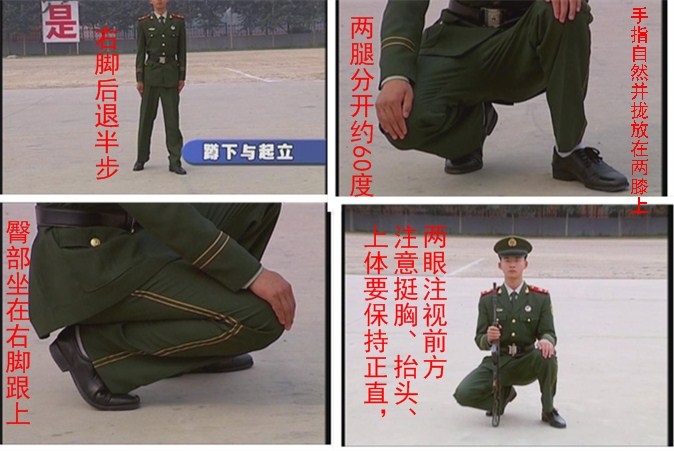 是
右脚后退半步
蹲下与起立
两腿分开约60度
手指自然并拢放在两膝上
臀部坐在右脚跟上
两眼注视前方
注意挺胸、抬头、
上体要保持正直，